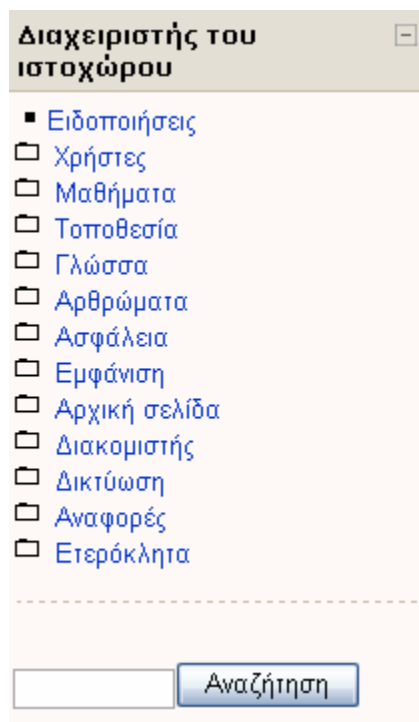 Διαχειριστής του
ιστοχώρου
Ειδοποιήσεις
Χρήστες
Μαθήματα
Τοποθεσία
Γλώσσα
Αρθρώματα
Ασφάλεια
Εμφάνιση
Αρχική σελίδα
Διακομιστής
Δικτύωση
Αναφορές
Ετερόκλητα
Αναζήτηση